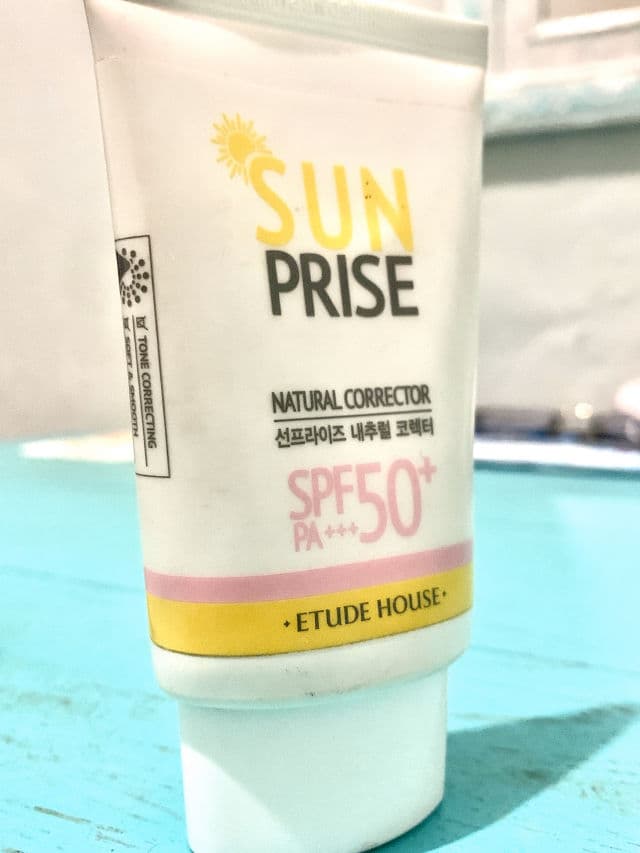 SUN
PRISE
NATURAL CORRECTOR
선프라이즈 내추럴 코렉터
SPF50+
PA+++
ETUDE HOUSE
TONE CORRECTING
SOFT & SMOOTH